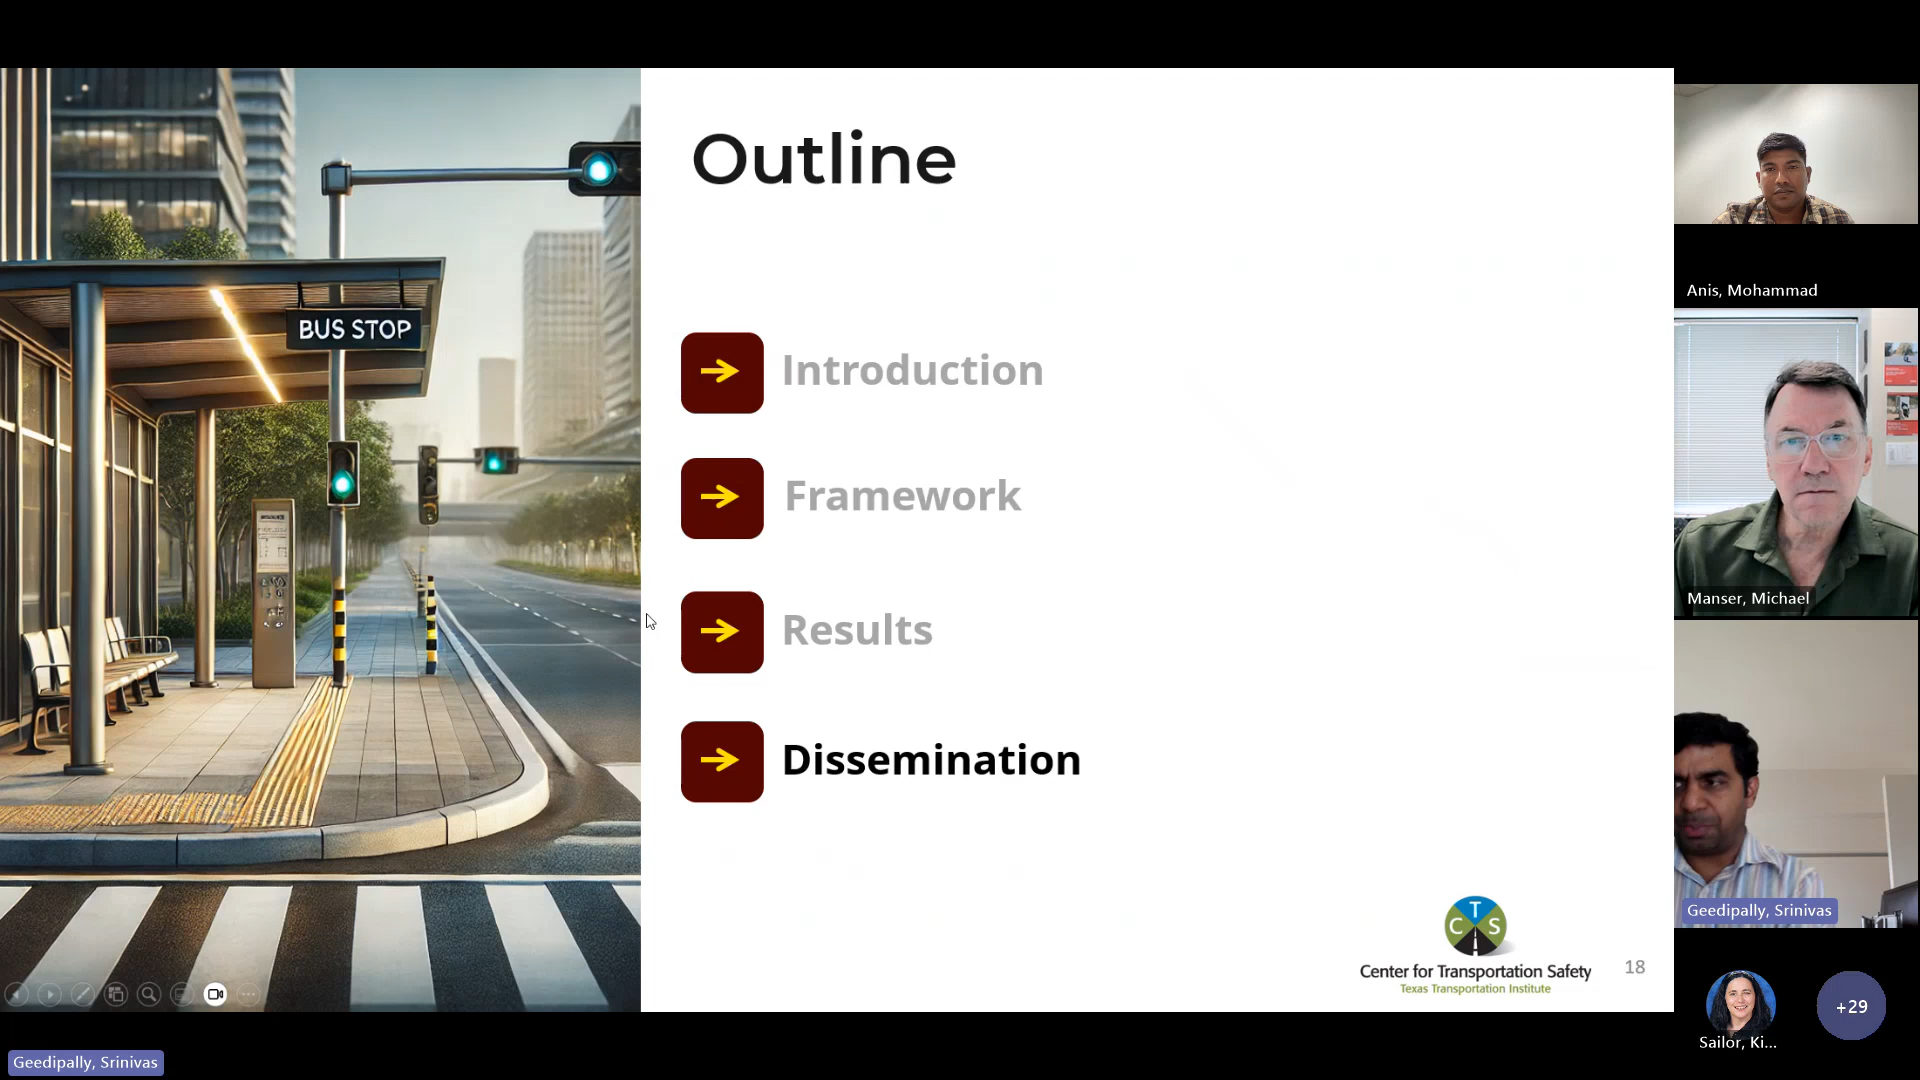 Outline
BUS STOP
Introduction
Framework
Results
Dissemination
T
C S
Center for Transportation Safety
Texas Transportation Institute
18
Anis, Mohammad
Manser, Michael
Geedipally, Srinivas
+29
Sailor, Ki...
Geedipally, Srinivas